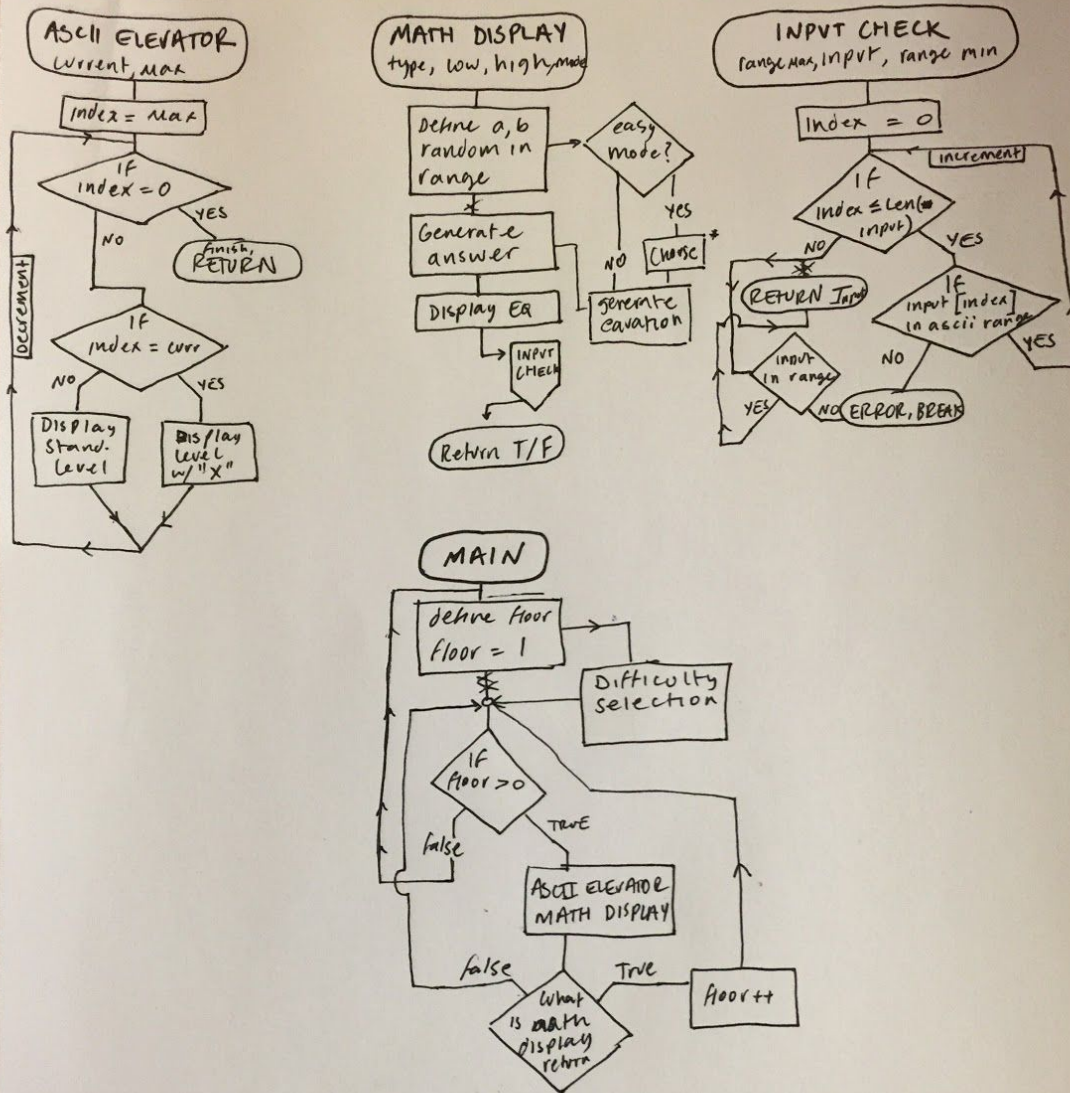 ASCII ELEVATOR
current, max
Index = Max
IF
index = 0
YES
NO
finish,
RETURN
Decrement
IF
index = curr
NO
YES
Display
Stand.
Level
Display
Level
w/ "X"
MATH DISPLAY
type, low, high, mode
Define a, b
random in
range
easy
mode?
yes
NO
Choose*
Generate
answer
generate
Display EQ
INPUT
CHECK
Return T/F
INPUT CHECK
range max, input, range min
Index = 0
increment
IF
Index ≤ Len(
input)
NO
YES
RETURN Input
IF
input [index]
in ascii range
NO
YES
input
in range
YES
NO
ERROR, BREAK
MAIN
define floor
floor = 1
Difficulty
selection
IF
floor > 0
TRUE
False
ASCII ELEVATOR
MATH DISPLAY
False
True
What
is math
display
return
floor++